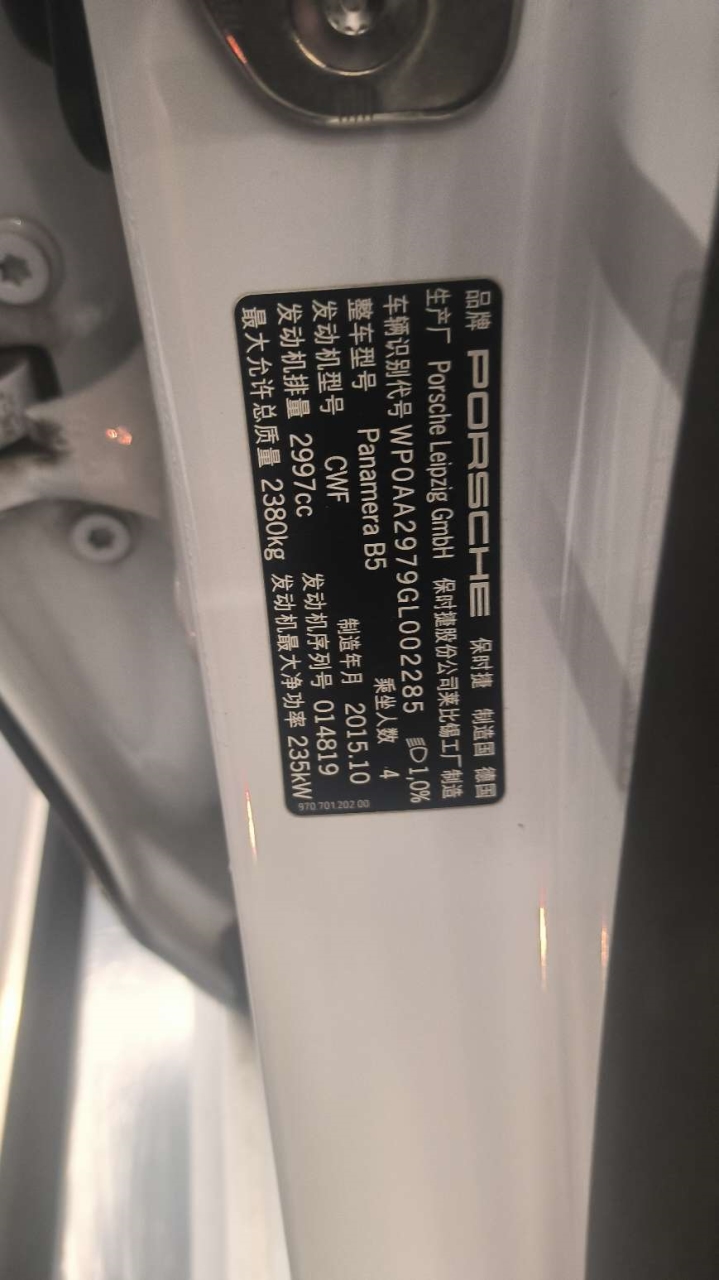 品牌 PORSCHE 保时捷 制造国 德国
生产厂 Porsche Leipzig GmbH 保时捷股份公司莱比锡工厂制造
车辆识别代号 WP0AA2979GL002285 1,0%
整车型号 Panamera B5 乘坐人数 4
发动机型号 CWF 制造年月 2015.10
发动机排量 2997cc 发动机序列号 014819
最大允许总质量 2380kg 发动机最大净功率 235kW
970.701.202.00